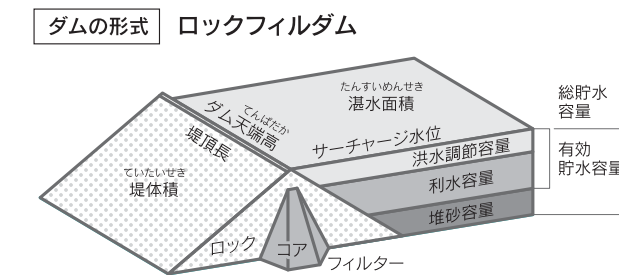 ダムの形式 ロックフィルダム
たんすいめんせき
湛水面積
総貯水
容量
てんばだか
ダム天端高
堤頂長
サーチャージ水位
洪水調節容量
有効
貯水容量
ていたいせき
堤体積
利水容量
堆砂容量
ロック
コア
フィルター